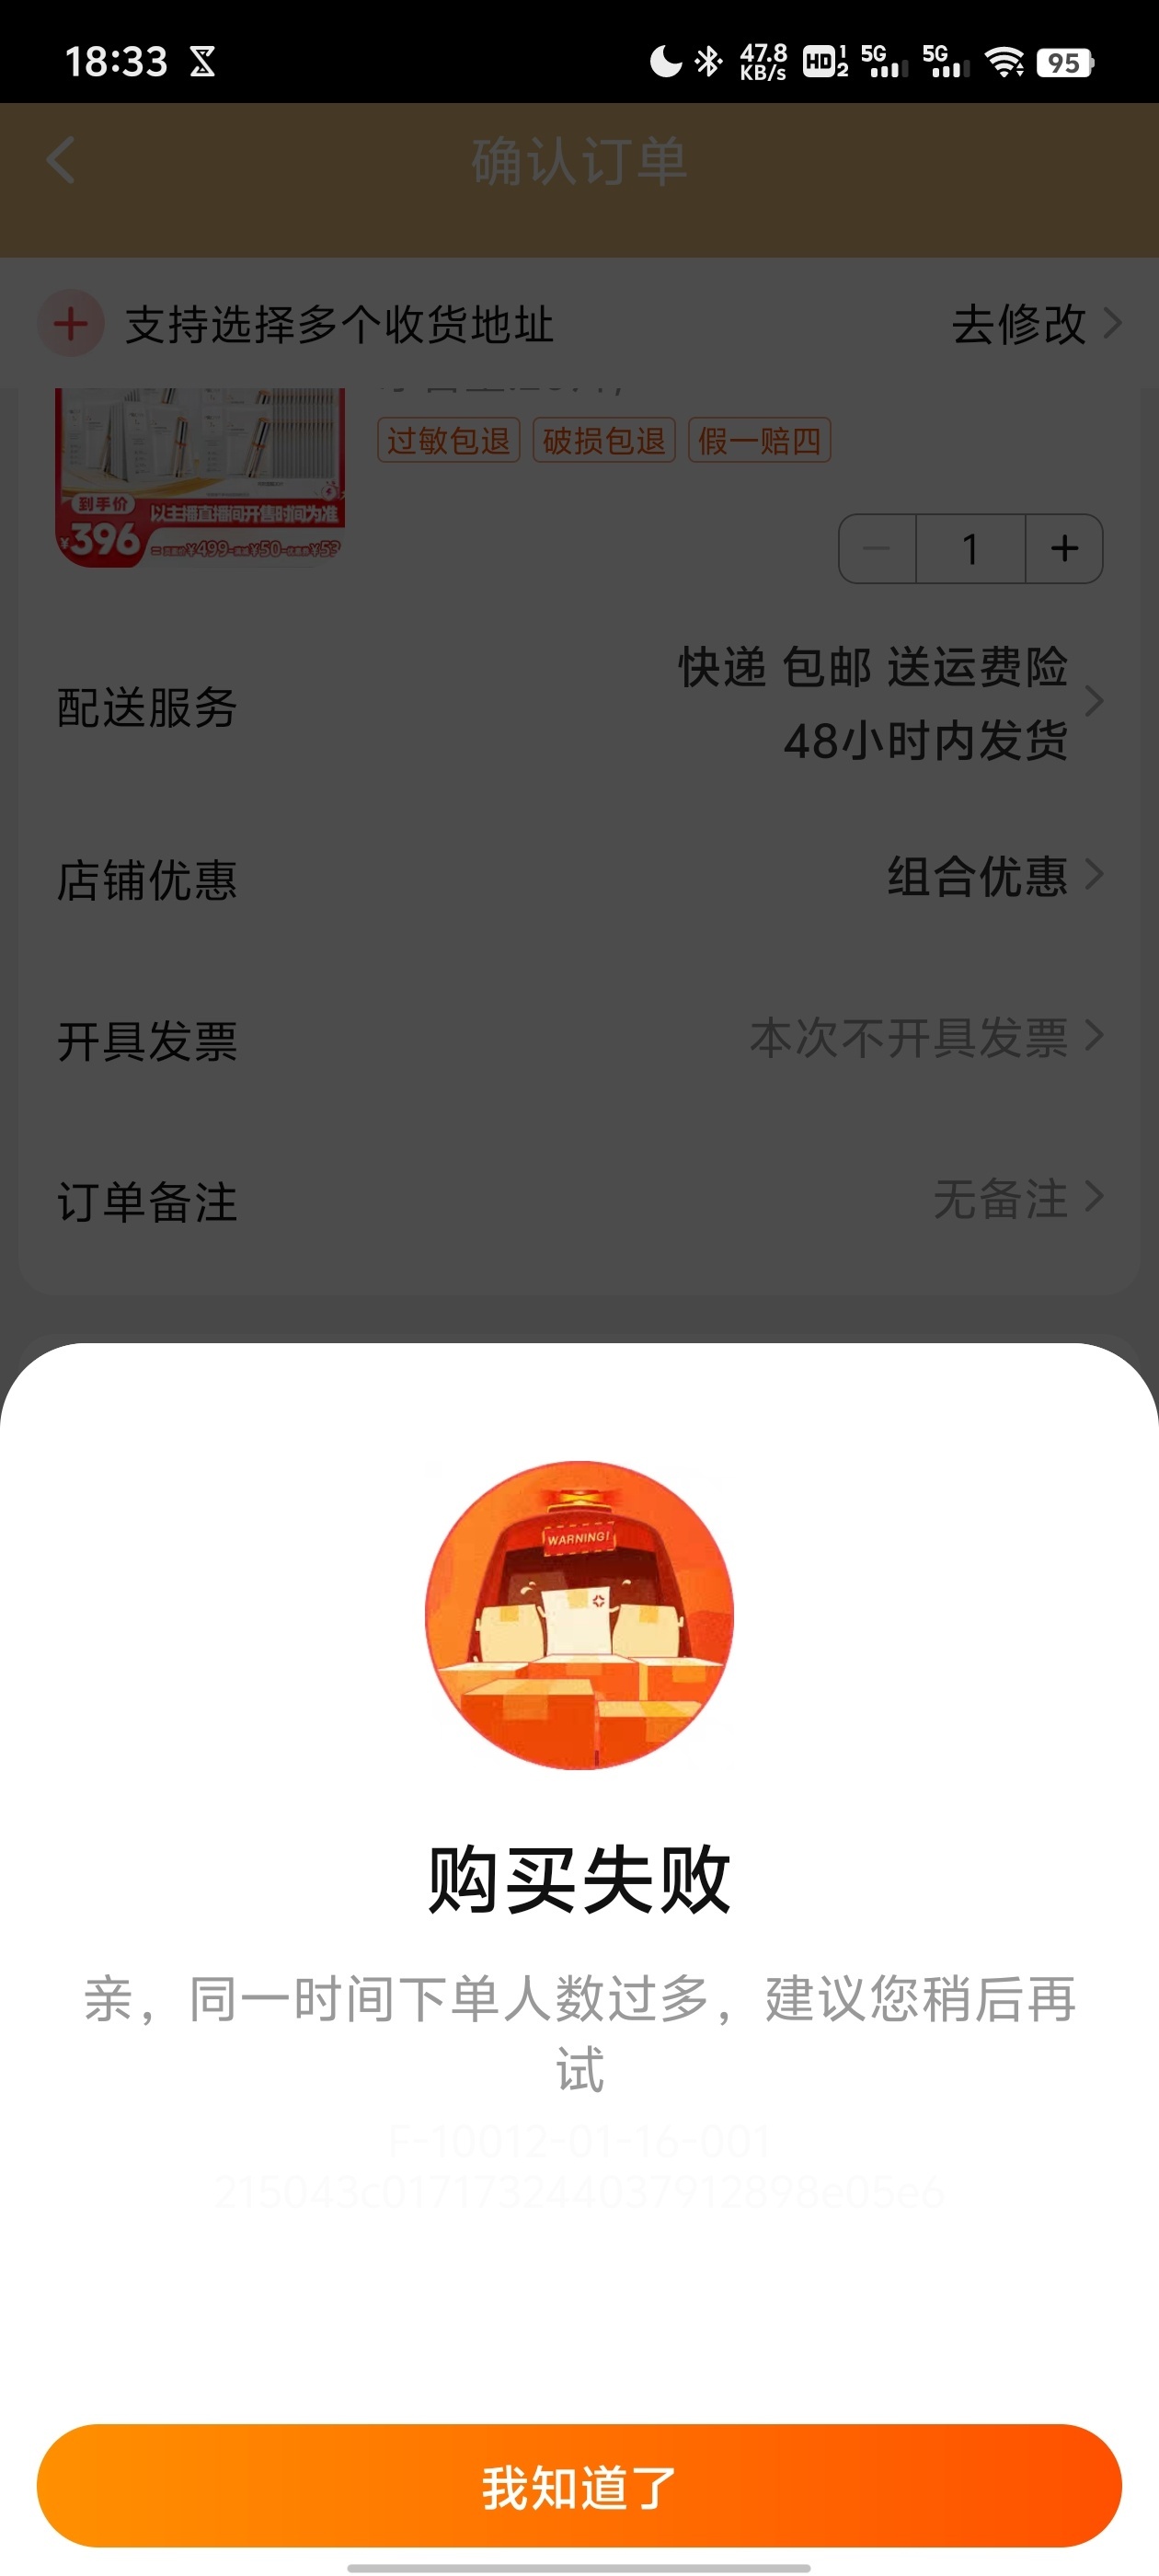 18:33
47.8 KB/s HD 1 2 5G 5G 95
确认订单
支持选择多个收货地址 去修改
过敏包退 破损包退 假一赔四
到手价 以主播直播间开售时间为准
¥396 ¥499 ¥50 ¥53
1
快递 包邮 送运费险
配送服务
48小时内发货
店铺优惠 组合优惠
开具发票 本次不开具发票
订单备注 无备注
WARNING!
购买失败
亲，同一时间下单人数过多，建议您稍后再
试
F-10012-01-16-001
215043c017173244037912898e05e6
我知道了